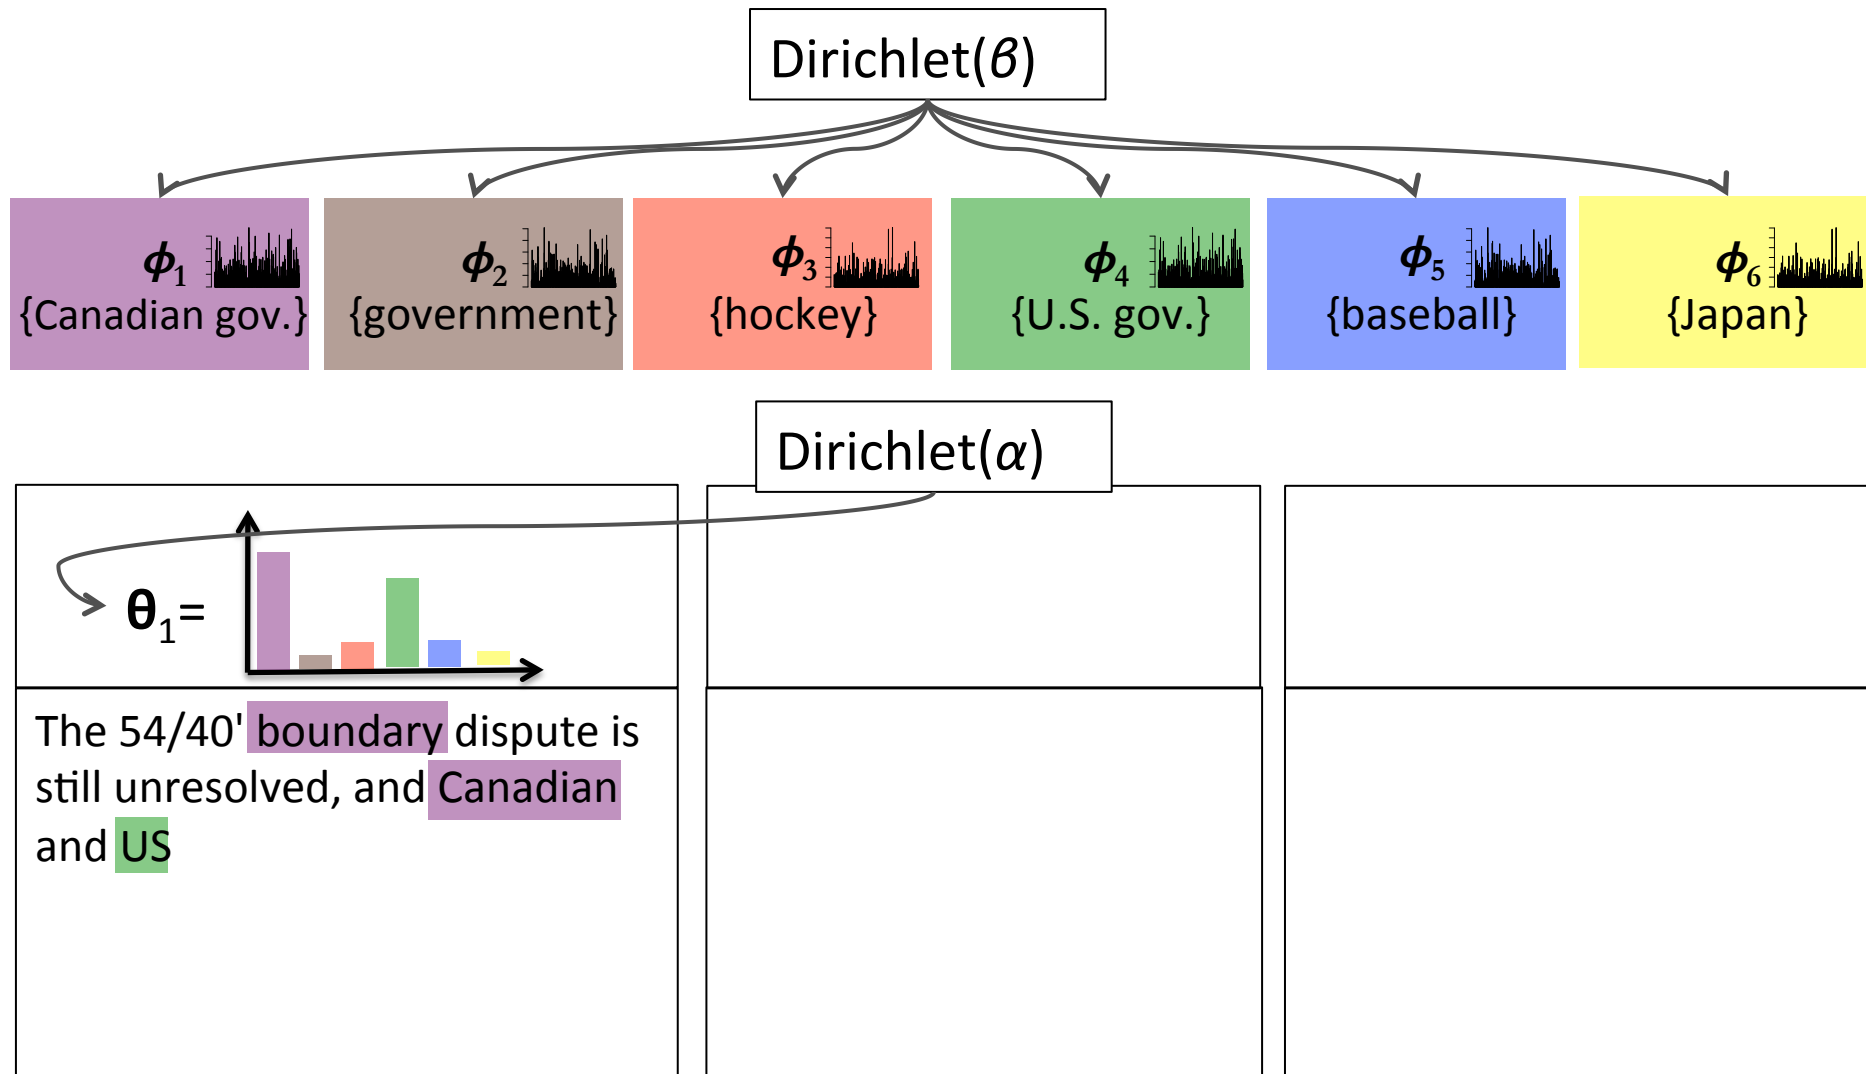 Dirichlet(β)
ϕ1
{Canadian gov.}
ϕ2
{government}
ϕ3
{hockey}
ϕ4
{U.S. gov.}
ϕ5
{baseball}
ϕ6
{Japan}
Dirichlet(α)
θ1=
The 54/40' boundary dispute is
still unresolved, and Canadian
and US